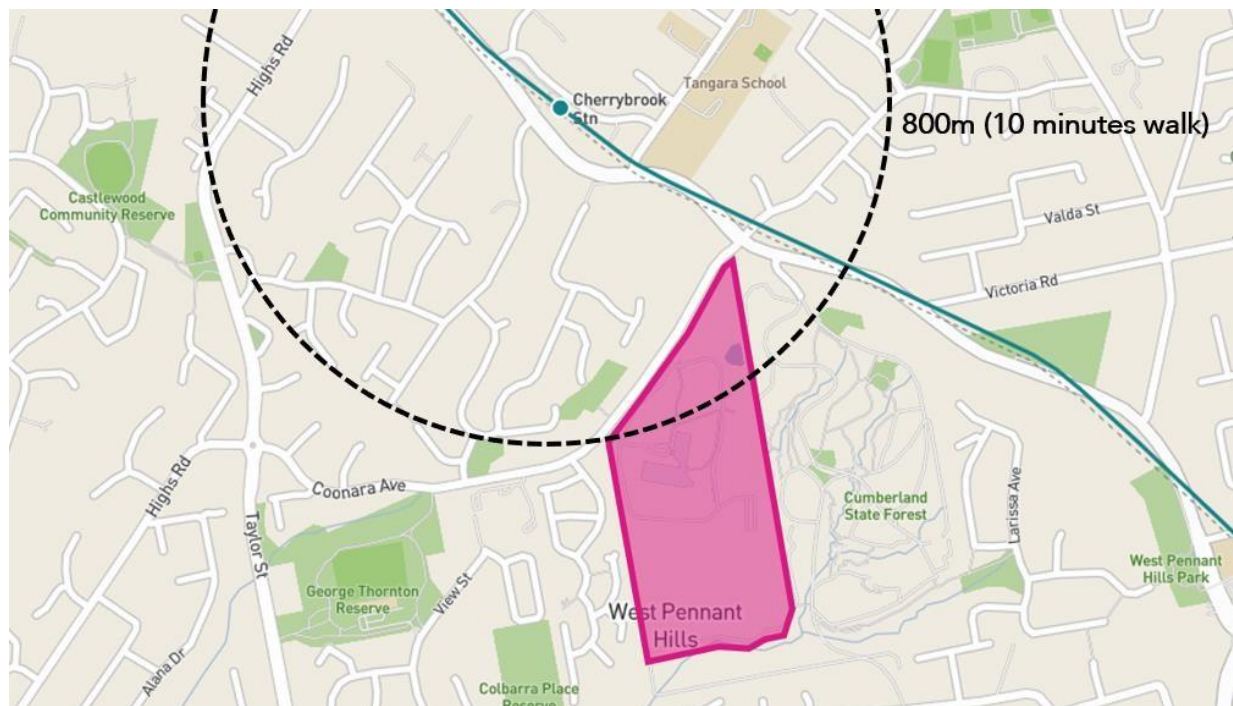 Highs Rd
Tangara School
Cherrybrook
Stn
800m (10 minutes walk)
Castlewood
Community Reserve
Valda St
Victoria Rd
Coonara Ave
Highs Rd
Taylor St
Cumberland
State Forest
Larissa Ave
West Pennant
Hills Park
George Thornton
Reserve
View St
West Pennant
Hills
Alana Dr
Colbarra Place
Reserve